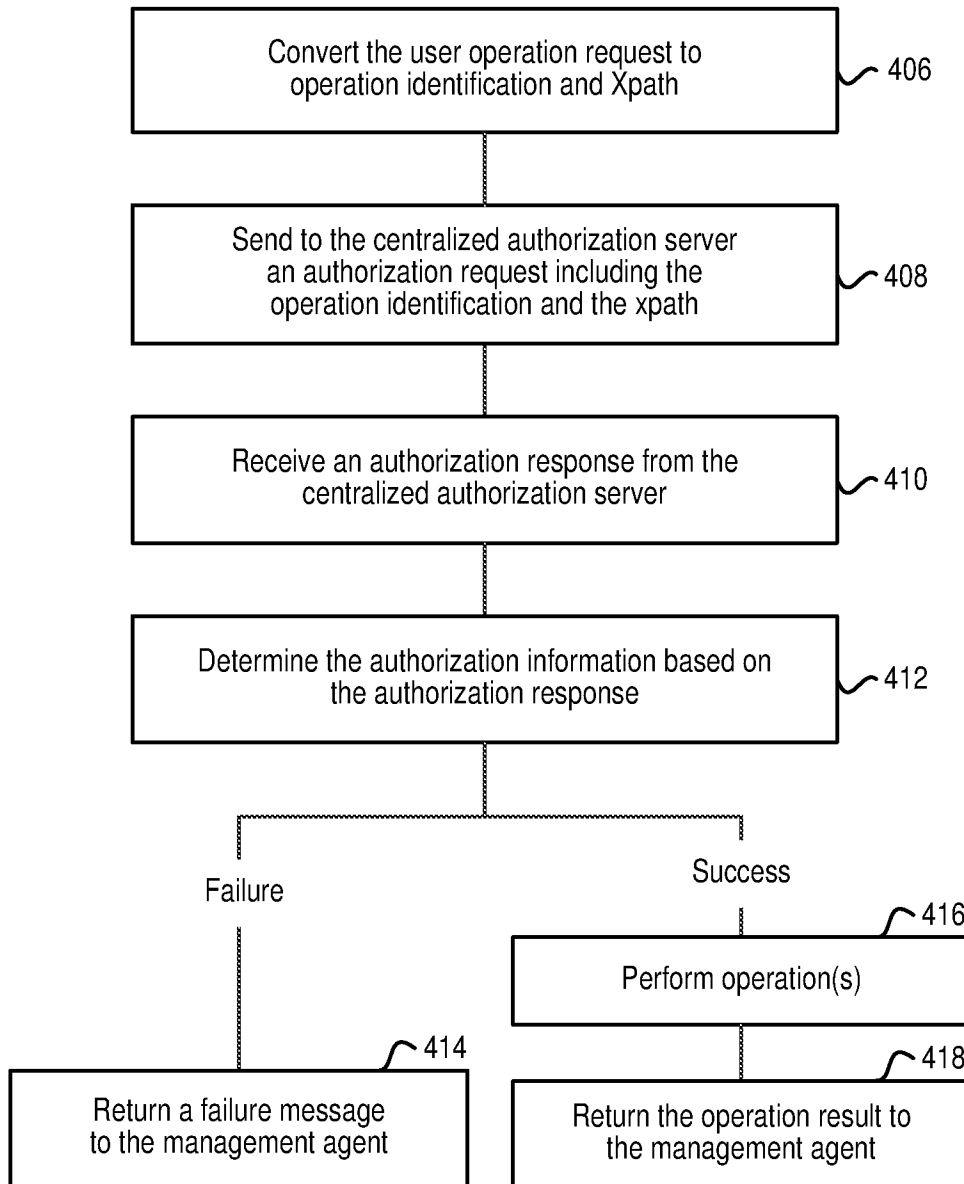 Convert the user operation request to
operation identification and Xpath
406
Send to the centralized authorization server
an authorization request including the
operation identification and the xpath
408
Receive an authorization response from the
centralized authorization server
410
Determine the authorization information based on
the authorization response
412
Failure
Success
416
Perform operation(s)
414
Return a failure message
to the management agent
418
Return the operation result to
the management agent